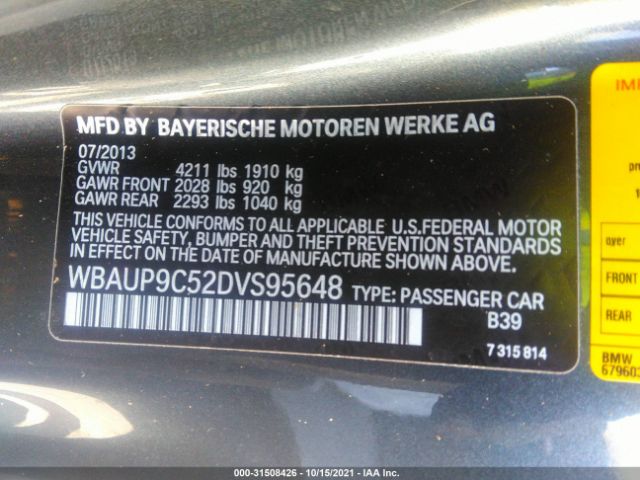 MFD BY BAYERISCHE MOTOREN WERKE AG
07/2013
GVWR 4211 lbs 1910 kg
GAWR FRONT 2028 lbs 920 kg
GAWR REAR 2293 lbs 1040 kg
THIS VEHICLE CONFORMS TO ALL APPLICABLE U.S.FEDERAL MOTOR
VEHICLE SAFETY, BUMPER AND THEFT PREVENTION STANDARDS
IN EFFECT ON THE DATE OF MANUFACTURE SHOWN ABOVE.
WBAUP9C52DVS95648 TYPE: PASSENGER CAR
B39
7 315 814
FRONT
REAR
BMW
000-31508426 - 10/15/2021 - IAA Inc.